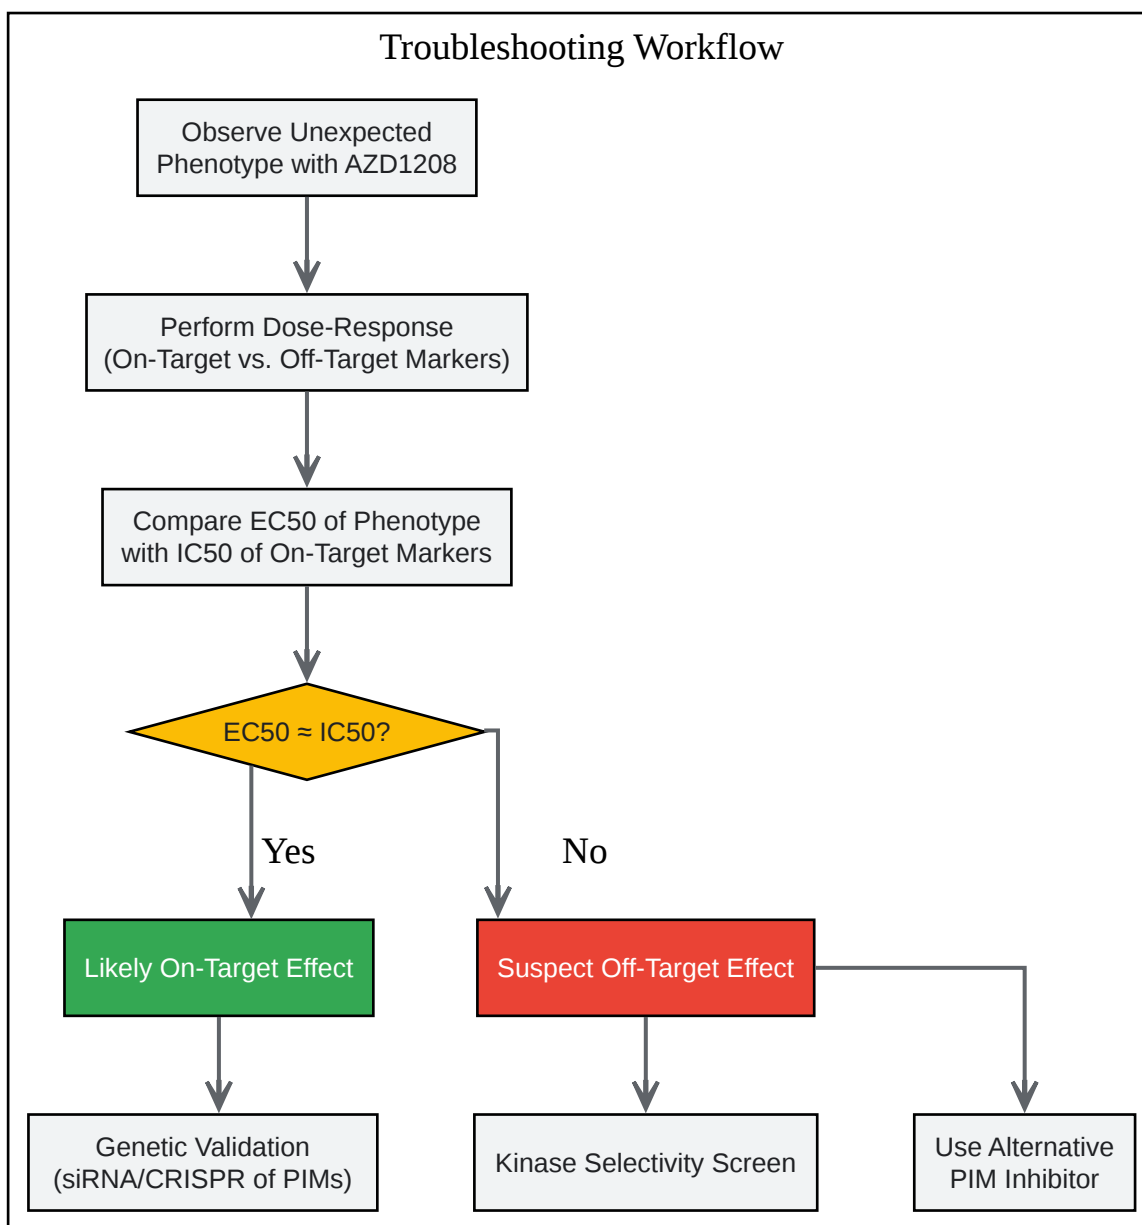 Troubleshooting Workflow
Observe Unexpected
Phenotype with AZD1208
Perform Dose-Response
(On-Target vs. Off-Target Markers)
Compare EC50 of Phenotype
with IC50 of On-Target Markers
EC50 ≈ IC50?
Yes
No
Likely On-Target Effect
Suspect Off-Target Effect
Genetic Validation
(siRNA/CRISPR of PIMs)
Kinase Selectivity Screen
Use Alternative
PIM Inhibitor